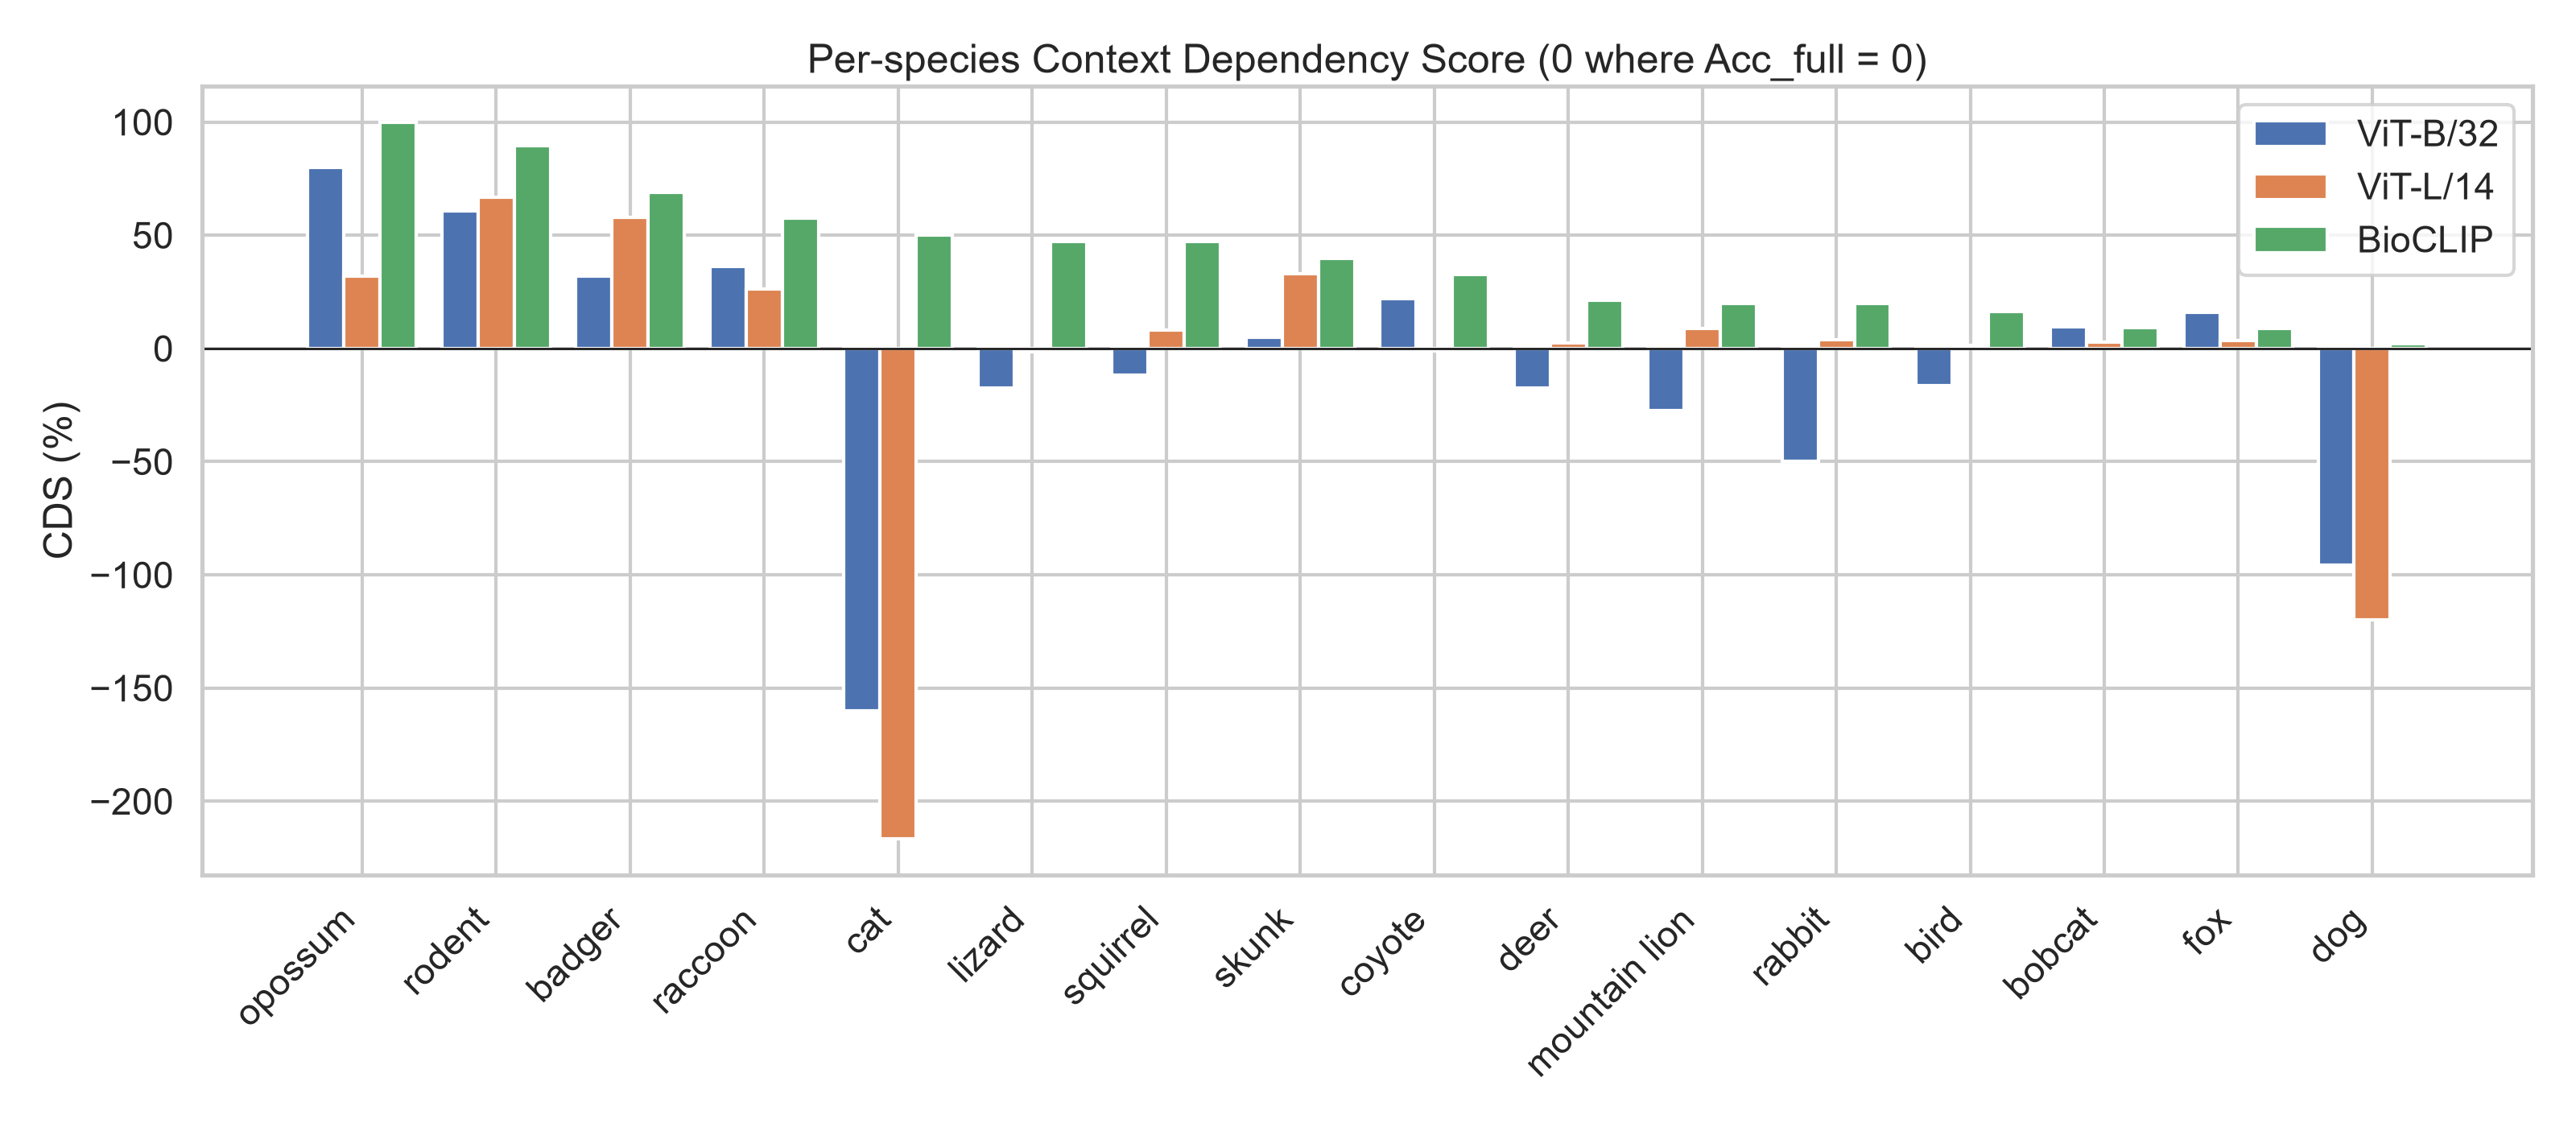 Per-species Context Dependency Score (0 where Acc_full = 0)
ViT-B/32
ViT-L/14
BioCLIP
CDS (%)
100
50
0
−50
−100
−150
−200
opossum
rodent
badger
raccoon
cat
lizard
squirrel
skunk
coyote
deer
mountain lion
rabbit
bird
bobcat
fox
dog